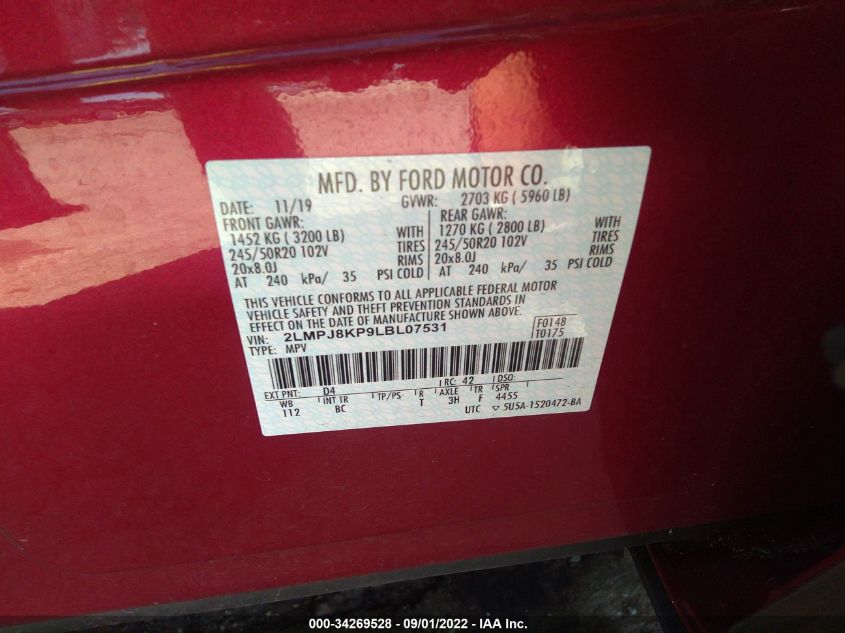 MFD. BY FORD MOTOR CO.
DATE: 11/19 GVWR: 2703 KG ( 5960 LB)
FRONT GAWR: REAR GAWR:
1452 KG ( 3200 LB) WITH 1270 KG ( 2800 LB) WITH
245/50R20 102V TIRES 245/50R20 102V TIRES
20x8.0J RIMS 20x8.0J RIMS
AT 240 kPa/ 35 PSI COLD AT 240 kPa/ 35 PSI COLD
THIS VEHICLE CONFORMS TO ALL APPLICABLE FEDERAL MOTOR
VEHICLE SAFETY AND THEFT PREVENTION STANDARDS IN
EFFECT ON THE DATE OF MANUFACTURE SHOWN ABOVE.
VIN: 2LMPJ8KP9LBL07531 F0148
TYPE: MPV T0175
EXT PNT: D4 RC: 42 DSO:
WB INT TR TP/PS R AXLE TR SPR
112 BC T 3H F 4455
UTC ▽ 5U5A-1520472-BA
000-34269528 - 09/01/2022 - IAA Inc.